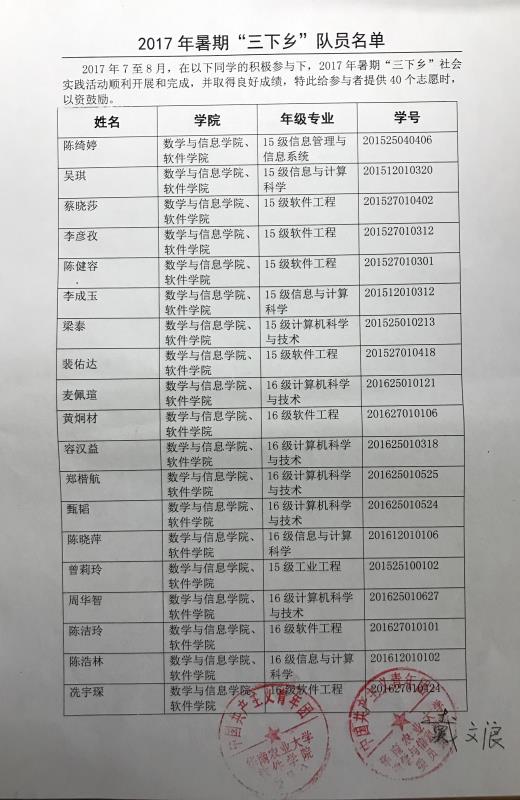 2017 年暑期“三下乡”队员名单
2017 年 7 至 8 月，在以下同学的积极参与下，2017 年暑期“三下乡”社会
实践活动顺利开展和完成，并取得良好成绩，特此给参与者提供 40 个志愿时，
以资鼓励。
姓名 学院 年级专业 学号
陈绮婷 数学与信息学院、 15 级信息管理与 201525040406
软件学院 信息系统
吴琪 数学与信息学院、 15 级信息与计算 201512010320
软件学院 科学
蔡晓莎 数学与信息学院、 15 级软件工程 201527010402
软件学院
李彦孜 数学与信息学院、 15 级软件工程 201527010312
软件学院
陈健容 数学与信息学院、 15 级软件工程 201527010301
软件学院
李成玉 数学与信息学院、 15 级信息与计算 201512010312
软件学院 科学
梁泰 数学与信息学院、 15 级计算机科学 201525010213
软件学院 与技术
裴佑达 数学与信息学院、 15 级软件工程 201527010418
软件学院
麦佩瑄 数学与信息学院、 16 级计算机科学 201625010121
软件学院 与技术
黄炯材 数学与信息学院、 16 级软件工程 201627010106
软件学院
容汉益 数学与信息学院、 16 级计算机科学 201625010318
软件学院 与技术
郑楷航 数学与信息学院、 16 级计算机科学 201625010525
软件学院 与技术
甄韬 数学与信息学院、 16 级计算机科学 201625010524
软件学院 与技术
陈晓萍 数学与信息学院、 16 级信息与计算 201612010106
软件学院 科学
曾莉玲 数学与信息学院、 15 级工业工程 201525100102
软件学院
周华智 数学与信息学院、 16 级计算机科学 201625010627
软件学院 与技术
陈洁玲 数学与信息学院、 16 级软件工程 201627010101
软件学院
陈浩林 数学与信息学院、 16 级信息与计算 201612010102
软件学院 科学
冼宇琛 数学与信息学院、 16 级软件工程 201627010424
软件学院
中国共产主义青年团
华南农业大学
软件学院
中国共产主义青年团
华南农业大学
戴文浪